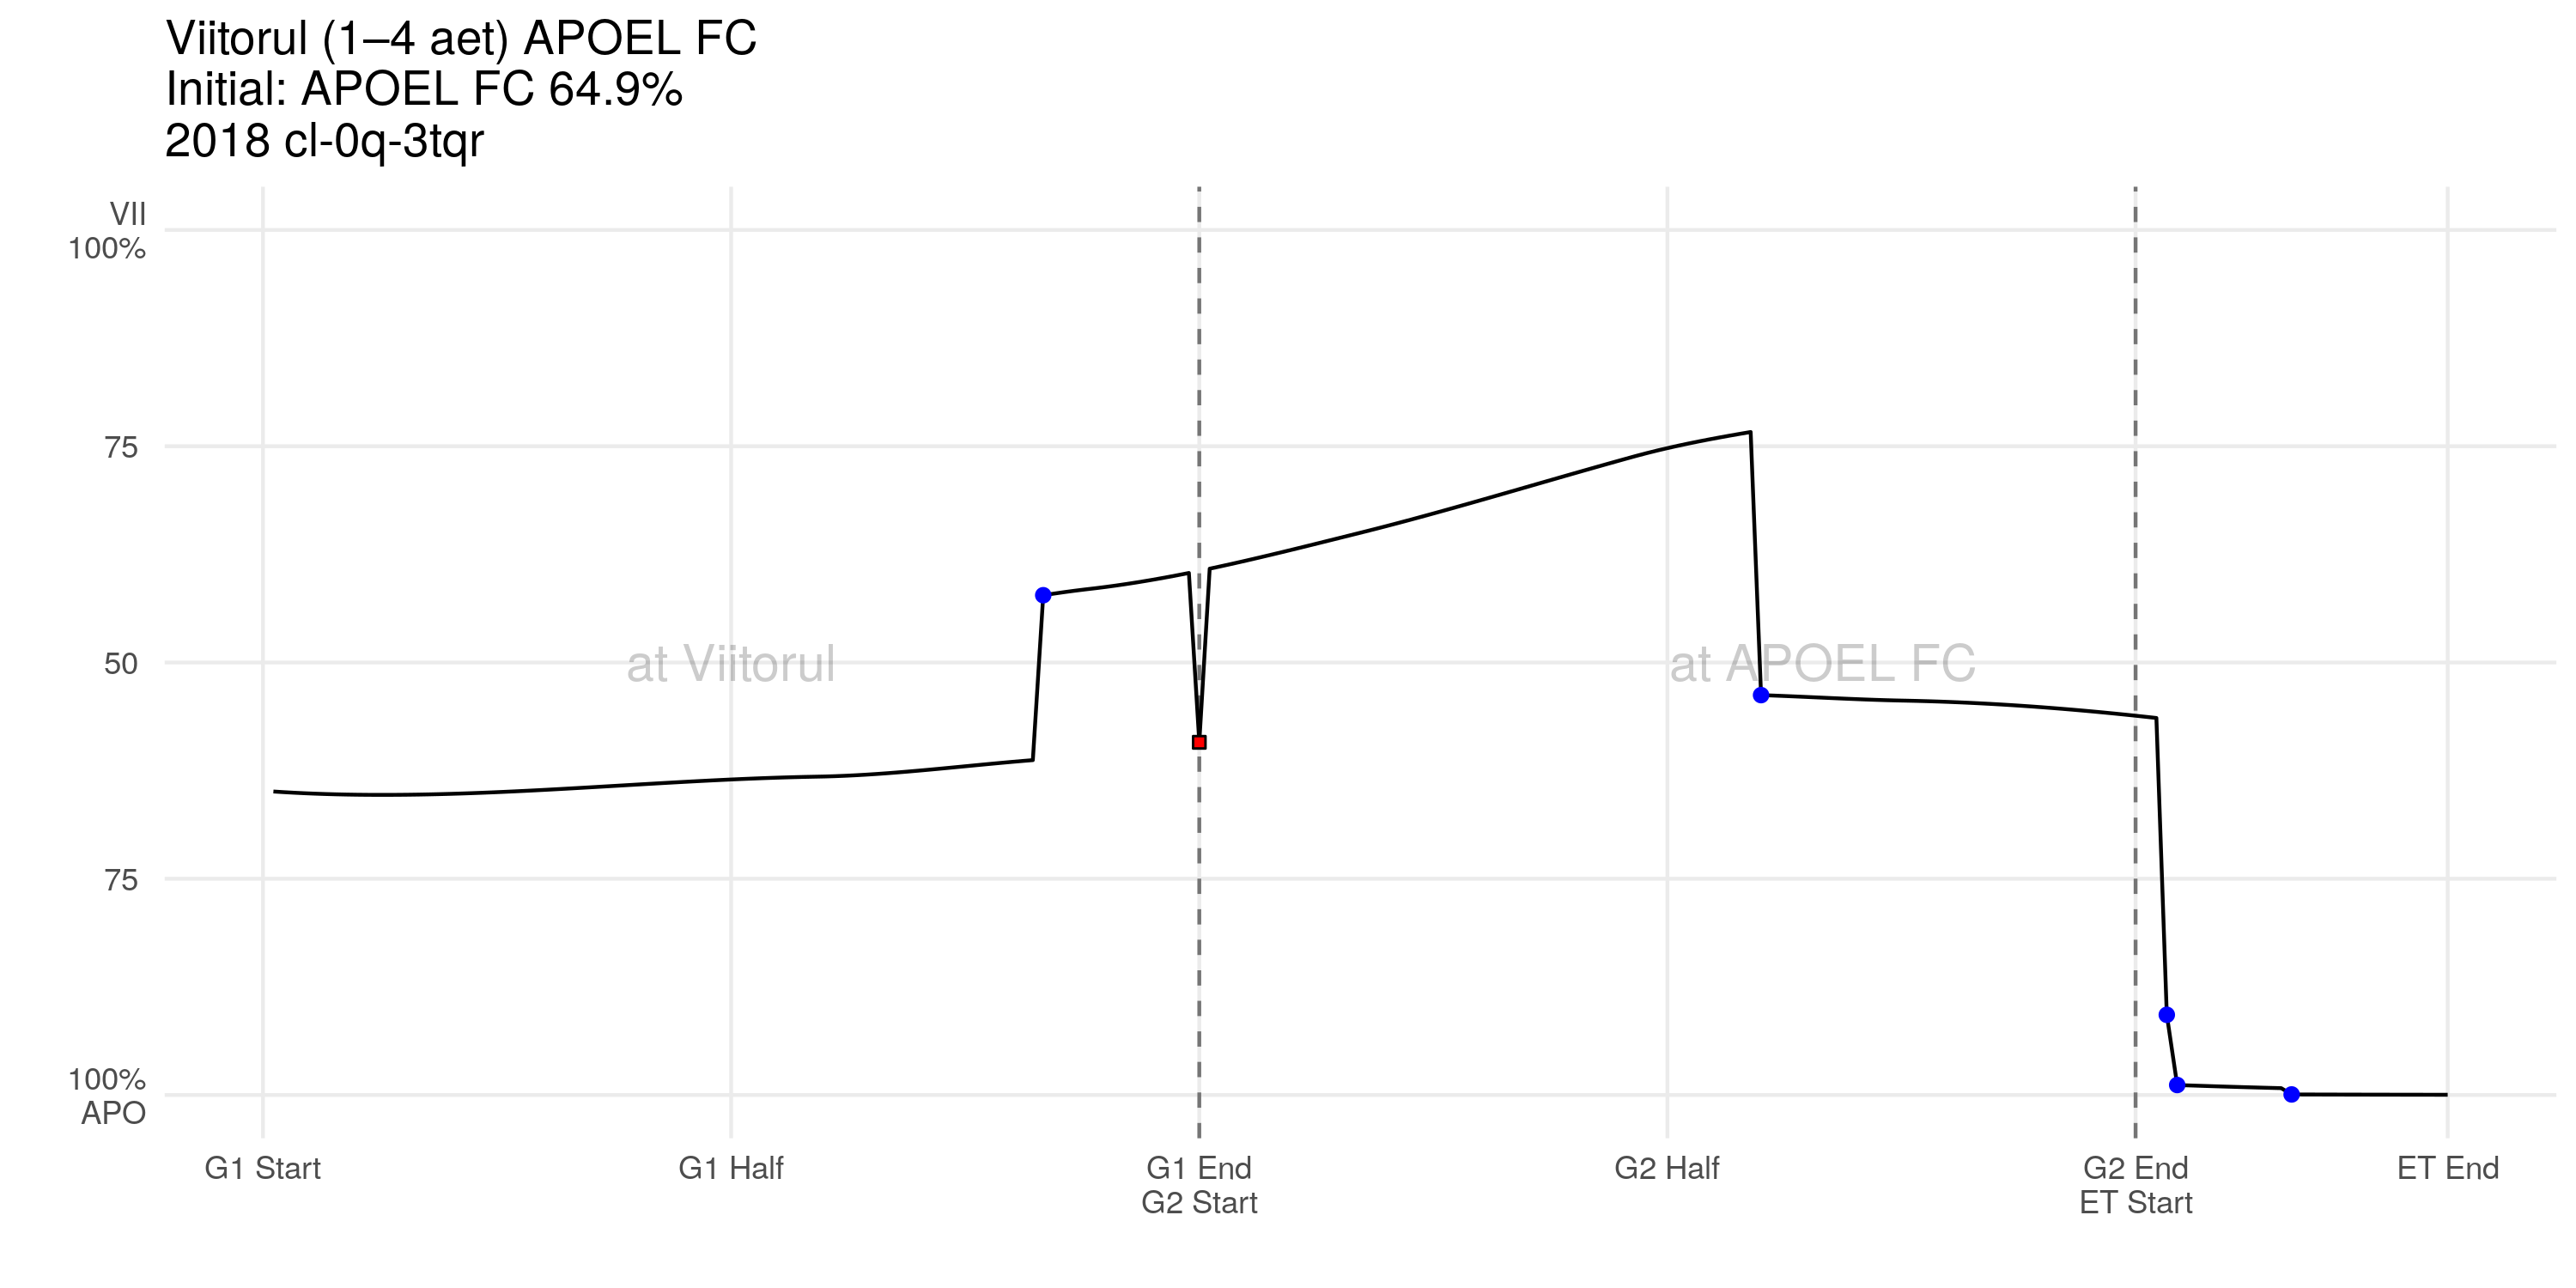 Viitorul (1–4 aet) APOEL FC
Initial: APOEL FC 64.9%
2018 cl-0q-3tqr
VII
100%
75
50
75
100%
APO
at Viitorul
at APOEL FC
G1 Start
G1 Half
G1 End
G2 Start
G2 Half
G2 End
ET Start
ET End